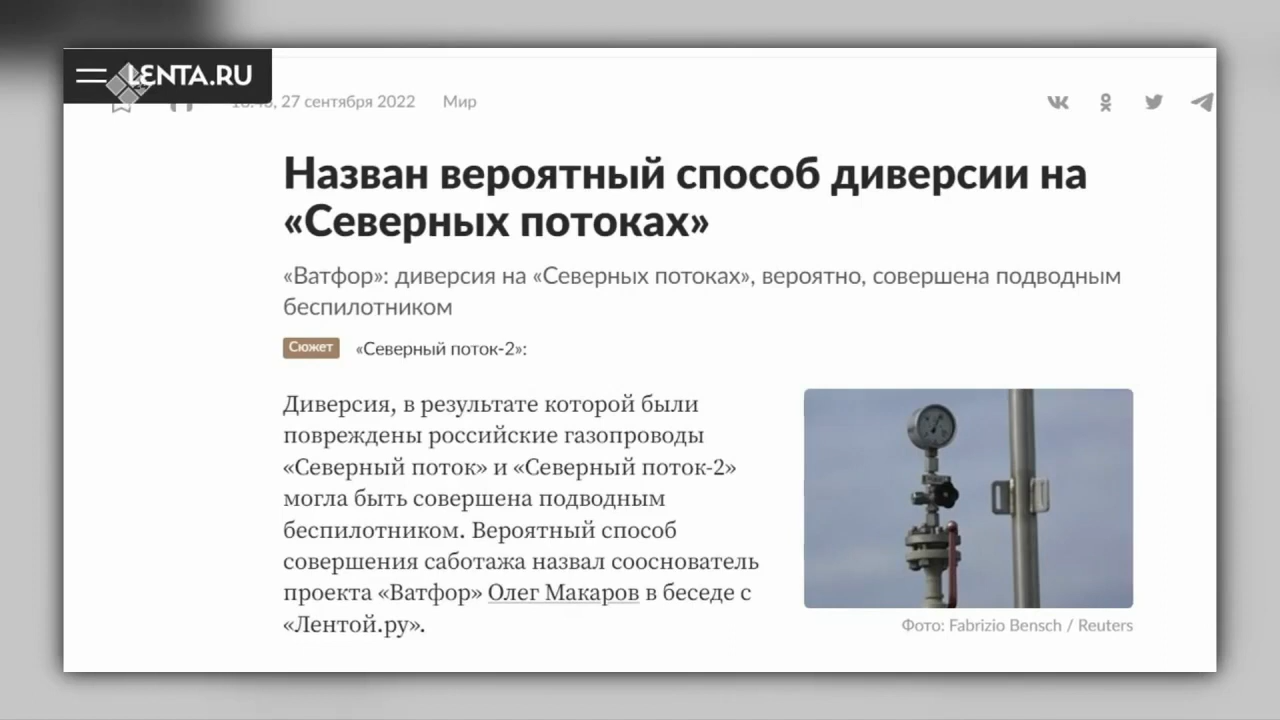 LENTA.RU
27 сентября 2022 Мир
Назван вероятный способ диверсии на
«Северных потоках»
«Ватфор»: диверсия на «Северных потоках», вероятно, совершена подводным
беспилотником
Сюжет «Северный поток-2»:
Диверсия, в результате которой были
повреждены российские газопроводы
«Северный поток» и «Северный поток-2»
могла быть совершена подводным
беспилотником. Вероятный способ
совершения саботажа назвал сооснователь
проекта «Ватфор» Олег Макаров в беседе с
«Лентой.ру».
Фото: Fabrizio Bensch / Reuters